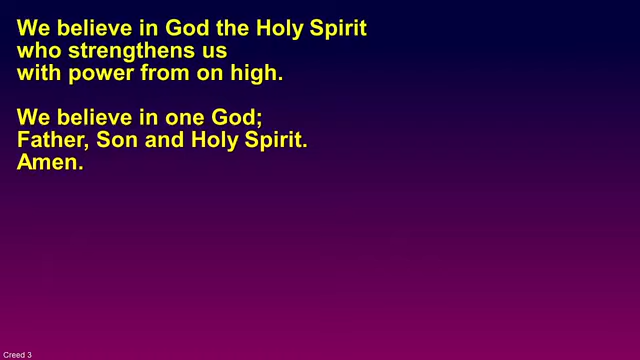 We believe in God the Holy Spirit
who strengthens us
with power from on high.
We believe in one God;
Father, Son and Holy Spirit.
Amen.
Creed 3